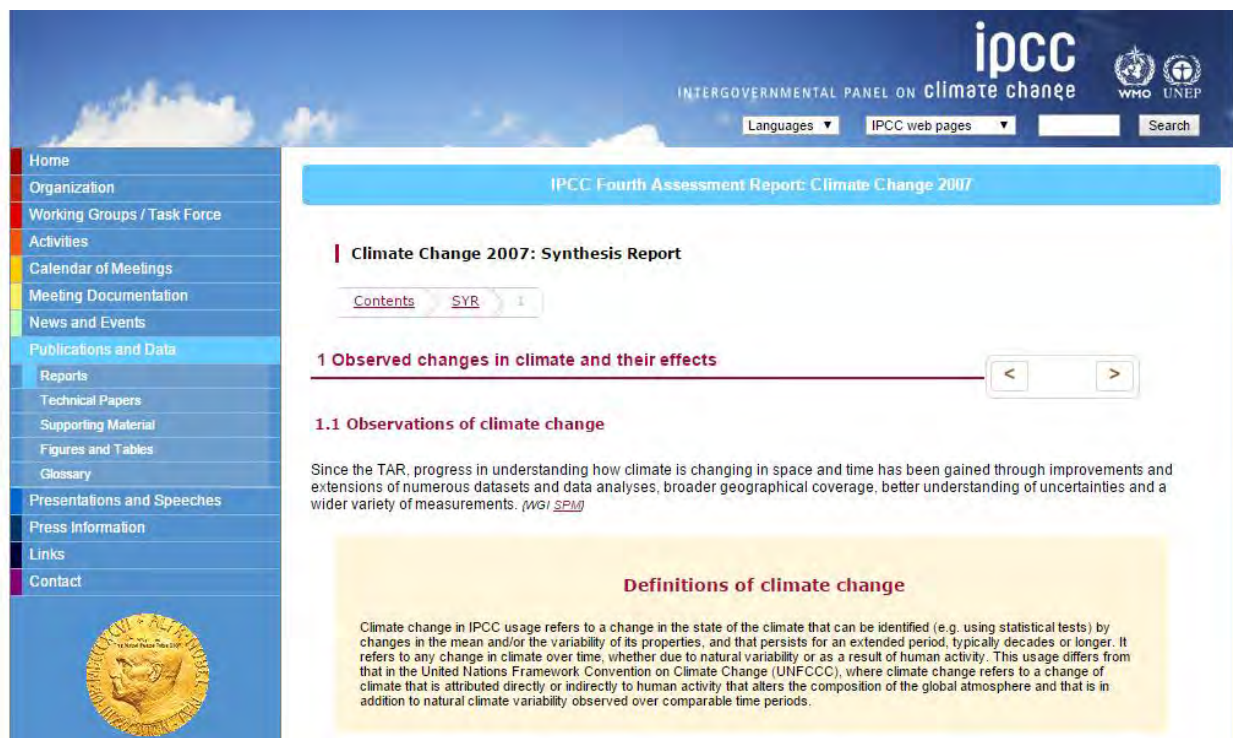 ipcc
INTERGOVERNMENTAL PANEL ON climate change
WMO UNEP
Languages ▼ IPCC web pages ▼ Search
Home
Organization
Working Groups / Task Force
Activities
Calendar of Meetings
Meeting Documentation
News and Events
Publications and Data
Reports
Technical Papers
Supporting Material
Figures and Tables
Glossary
Presentations and Speeches
Press Information
Links
Contact
IPCC Fourth Assessment Report: Climate Change 2007
Climate Change 2007: Synthesis Report
Contents SYR 1
1 Observed changes in climate and their effects
< >
1.1 Observations of climate change
Since the TAR, progress in understanding how climate is changing in space and time has been gained through improvements and
extensions of numerous datasets and data analyses, broader geographical coverage, better understanding of uncertainties and a
wider variety of measurements. {WGI SPM}
Definitions of climate change
Climate change in IPCC usage refers to a change in the state of the climate that can be identified (e.g. using statistical tests) by
changes in the mean and/or the variability of its properties, and that persists for an extended period, typically decades or longer. It
refers to any change in climate over time, whether due to natural variability or as a result of human activity. This usage differs from
that in the United Nations Framework Convention on Climate Change (UNFCCC), where climate change refers to a change of
climate that is attributed directly or indirectly to human activity that alters the composition of the global atmosphere and that is in
addition to natural climate variability observed over comparable time periods.